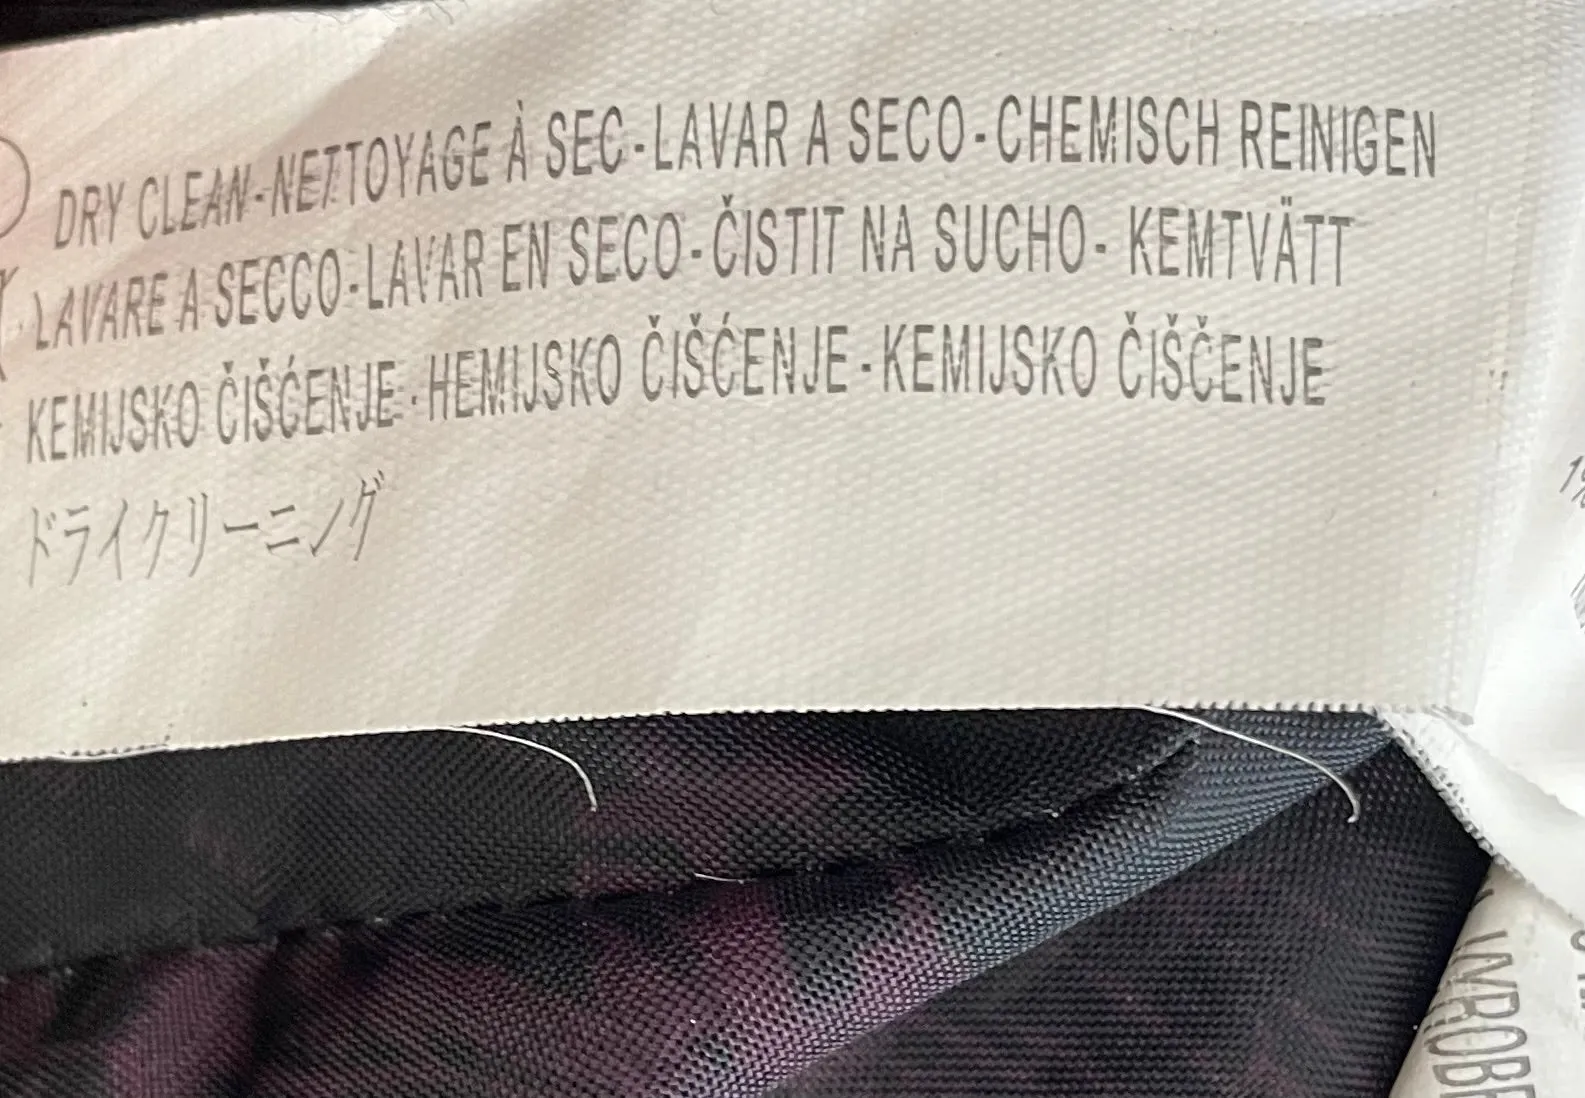 DRY CLEAN-NETTOYAGE À SEC-LAVAR A SECO-CHEMISCH REINIGEN
LAVARE A SECCO-LAVAR EN SECO-ČISTIT NA SUCHO- KEMTVÄTT
KEMIJSKO ČIŠĆENJE-HEMIJSKO ČIŠĆENJE-KEMIJSKO ČIŠČENJE
ドライクリーニング